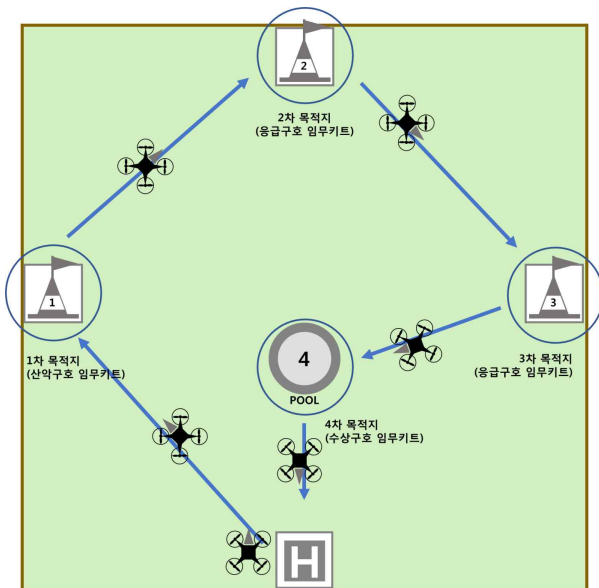 2
2차 목적지
(응급구호 임무키트)
1
1차 목적지
(산악구호 임무키트)
3
3차 목적지
(응급구호 임무키트)
4
POOL
4차 목적지
(수상구호 임무키트)
H